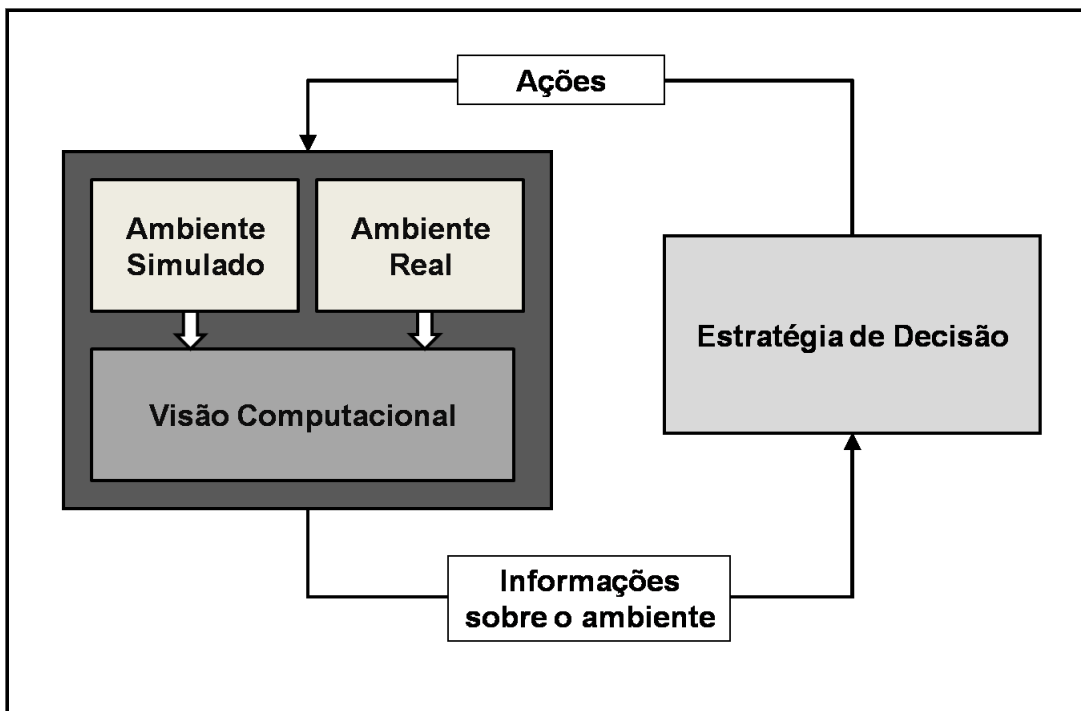 Ações
Ambiente
Simulado
Ambiente
Real
Estratégia de Decisão
Visão Computacional
Informações
sobre o ambiente